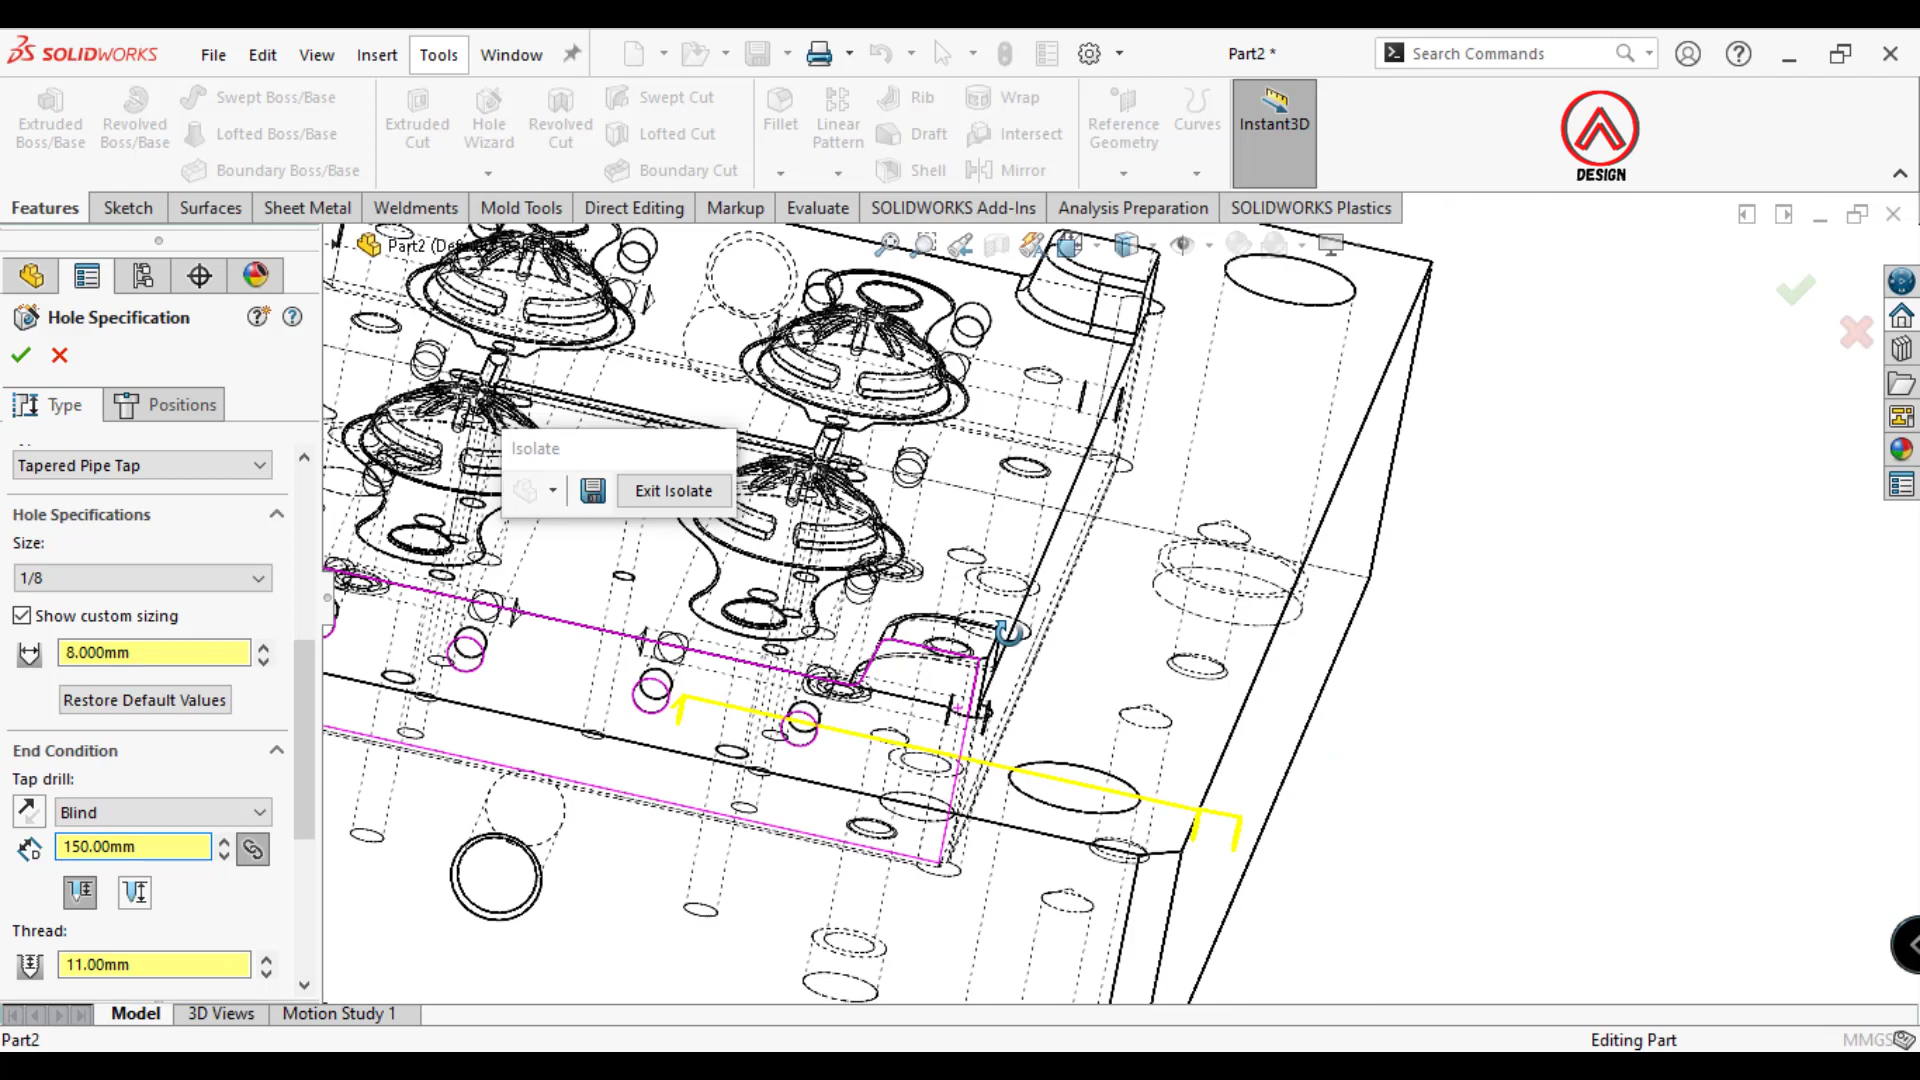 SOLIDWORKS File Edit View Insert Tools Window Part2 * Search Commands
Extruded Boss/Base
Revolved Boss/Base
Swept Boss/Base
Lofted Boss/Base
Boundary Boss/Base
Extruded Cut
Hole Wizard
Revolved Cut
Swept Cut
Lofted Cut
Boundary Cut
Fillet
Linear Pattern
Rib
Draft
Shell
Wrap
Intersect
Mirror
Reference Geometry
Curves
Instant3D
DESIGN
Features Sketch Surfaces Sheet Metal Weldments Mold Tools Direct Editing Markup Evaluate SOLIDWORKS Add-Ins Analysis Preparation SOLIDWORKS Plastics
Part2
Hole Specification
Type Positions
Tapered Pipe Tap
Hole Specifications
Size:
1/8
Show custom sizing
8.000mm
Restore Default Values
End Condition
Tap drill:
Blind
150.00mm
Thread:
11.00mm
Isolate
Exit Isolate
Model 3D Views Motion Study 1
Part2 Editing Part MMGS